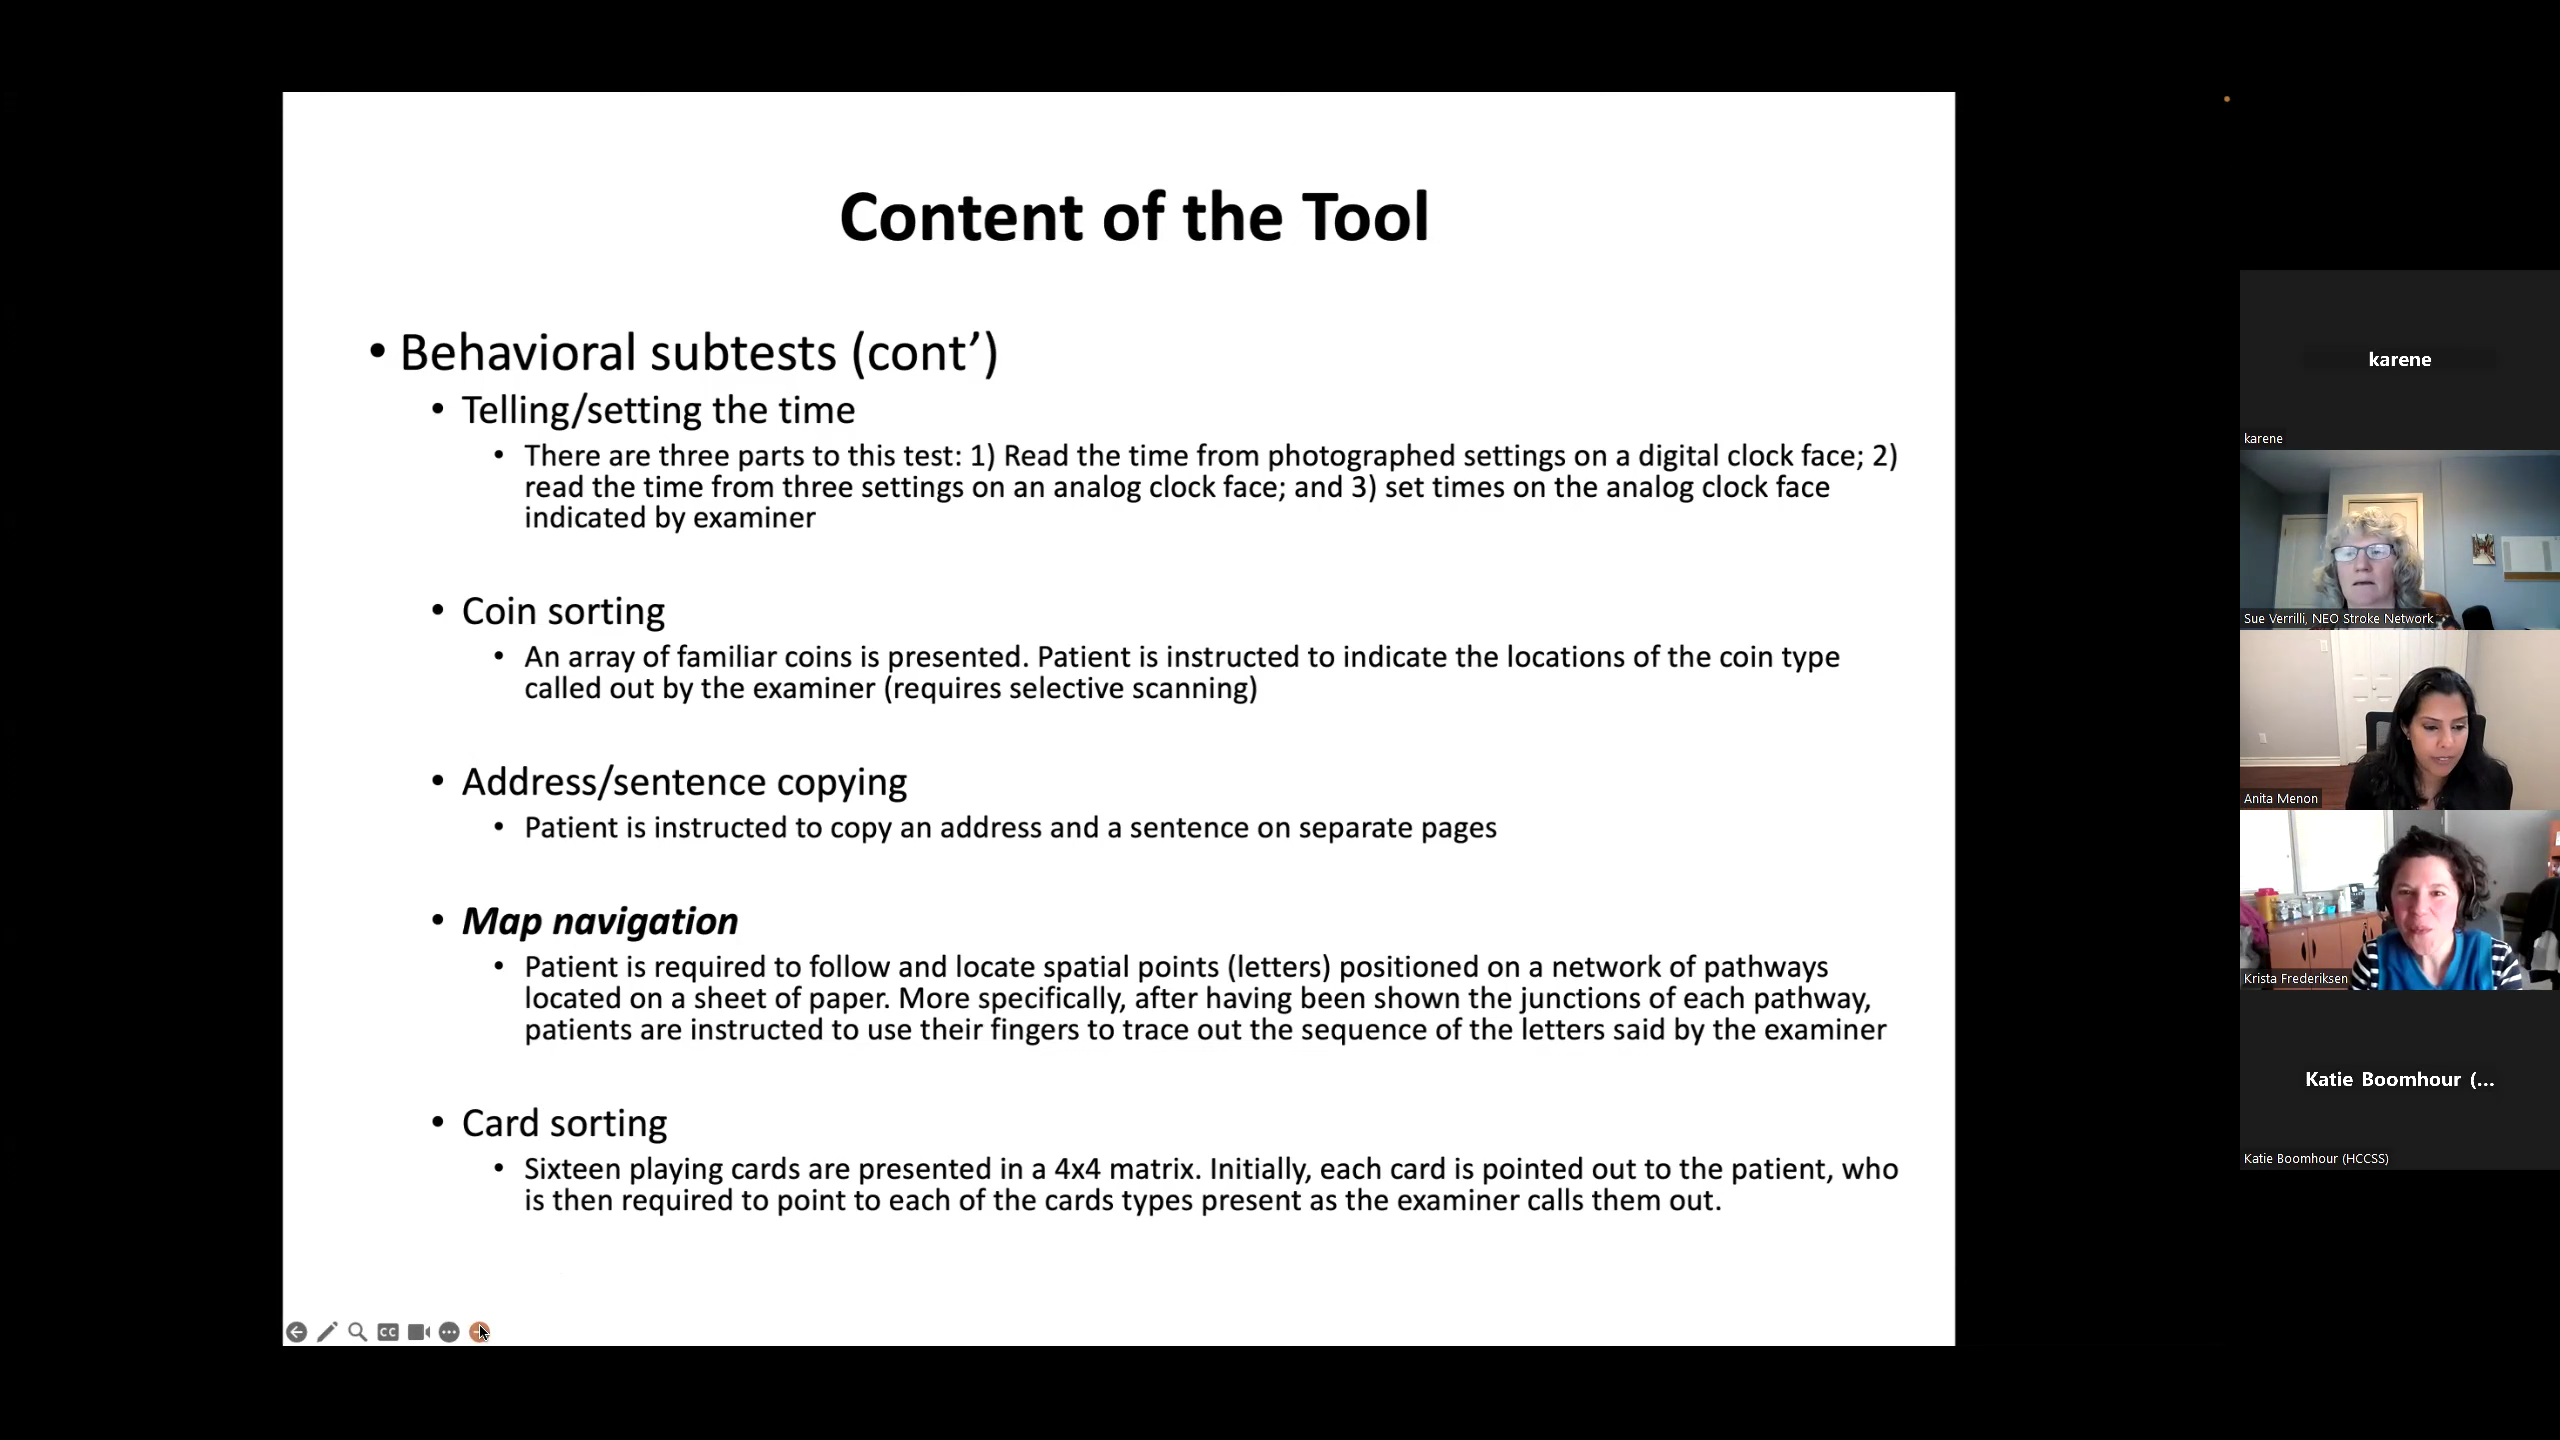 Content of the Tool
• Behavioral subtests (cont’)
• Telling/setting the time
• There are three parts to this test: 1) Read the time from photographed settings on a digital clock face; 2)
read the time from three settings on an analog clock face; and 3) set times on the analog clock face
indicated by examiner
• Coin sorting
• An array of familiar coins is presented. Patient is instructed to indicate the locations of the coin type
called out by the examiner (requires selective scanning)
• Address/sentence copying
• Patient is instructed to copy an address and a sentence on separate pages
• Map navigation
• Patient is required to follow and locate spatial points (letters) positioned on a network of pathways
located on a sheet of paper. More specifically, after having been shown the junctions of each pathway,
patients are instructed to use their fingers to trace out the sequence of the letters said by the examiner
• Card sorting
• Sixteen playing cards are presented in a 4x4 matrix. Initially, each card is pointed out to the patient, who
is then required to point to each of the cards types present as the examiner calls them out.
CC
karene
karene
Sue Verrilli, NEO Stroke Network
Anita Menon
Krista Frederiksen
Katie Boomhour (...
Katie Boomhour (HCCSS)